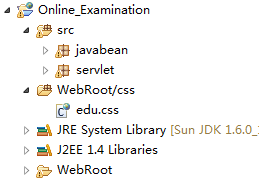 Online_Examination
src
javabean
servlet
WebRoot/css
edu.css
JRE System Library [Sun JDK 1.6.0_
J2EE 1.4 Libraries
WebRoot